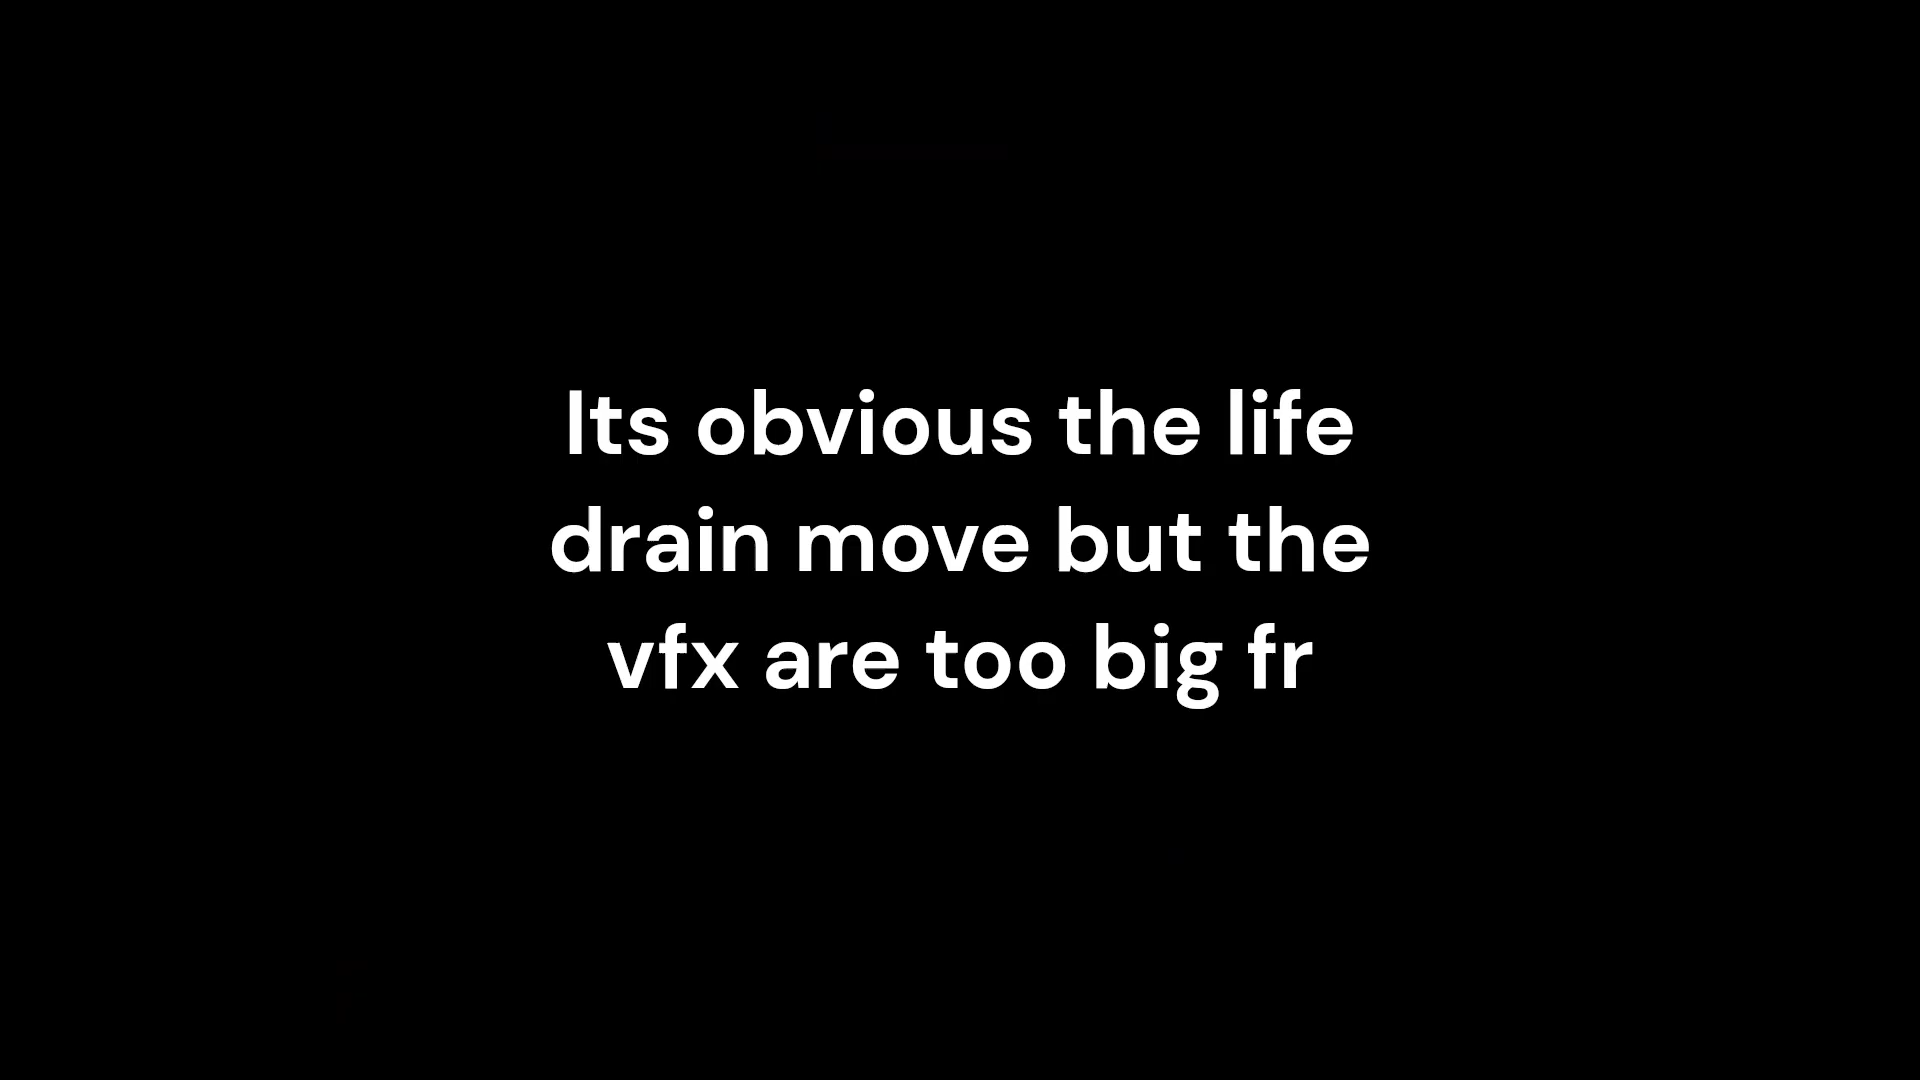 Its obvious the life
drain move but the
vfx are too big fr